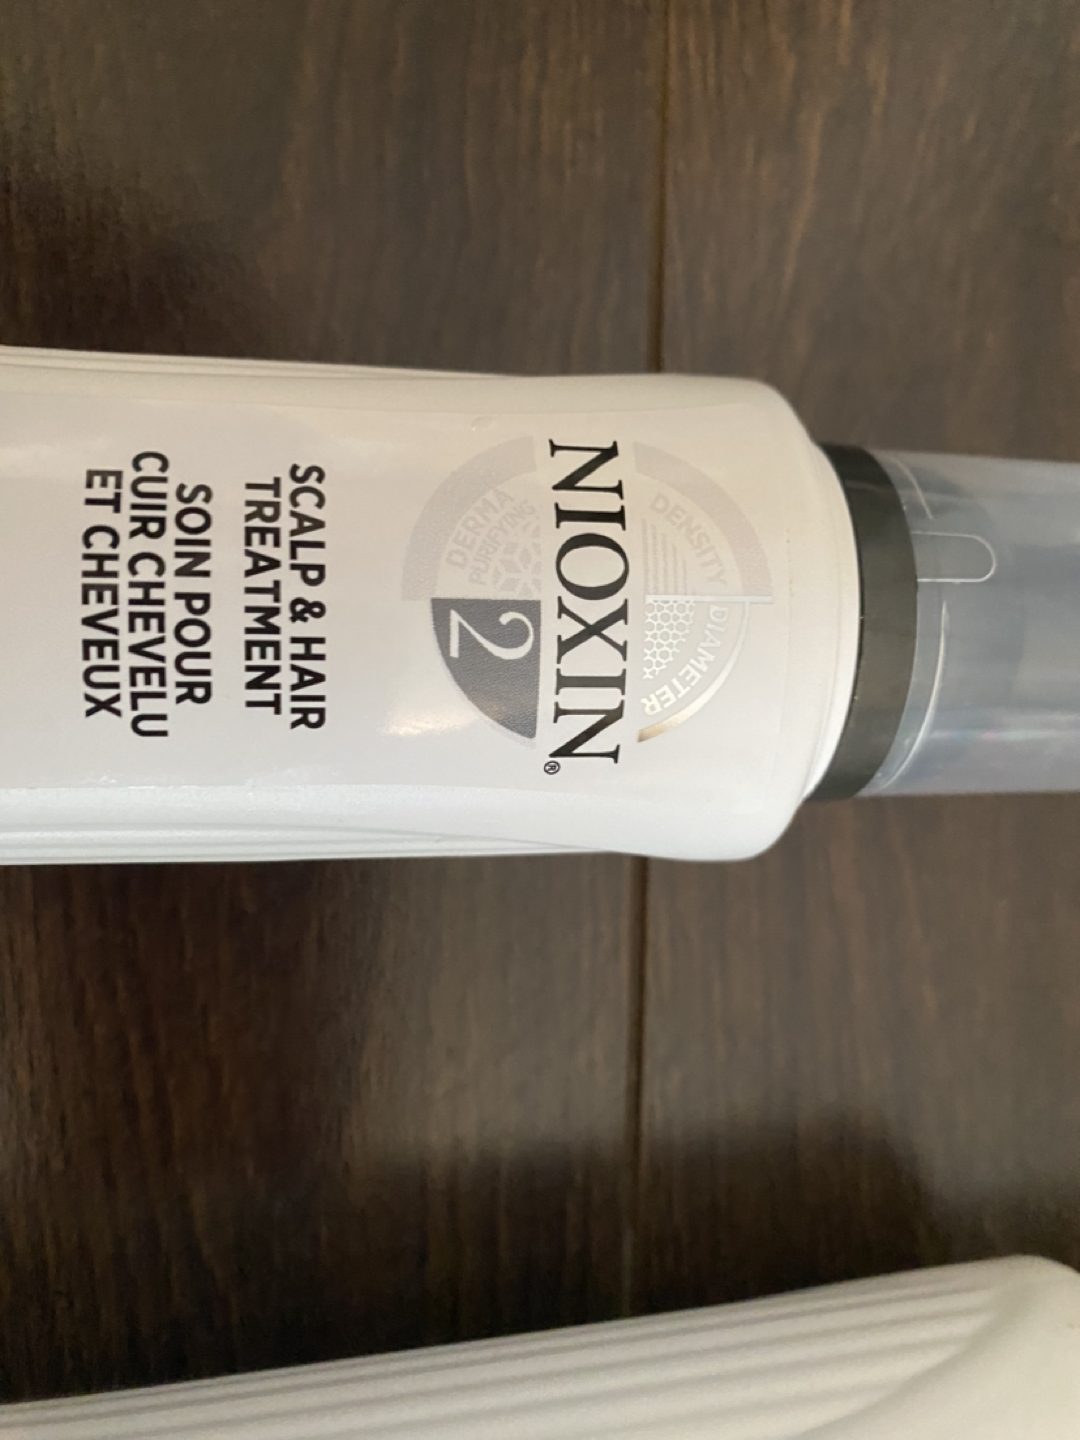 DENSITY
DIAMETER
NIOXIN®
DERMA
PURIFYING
2
SCALP & HAIR
TREATMENT
SOIN POUR
CUIR CHEVELU
ET CHEVEUX